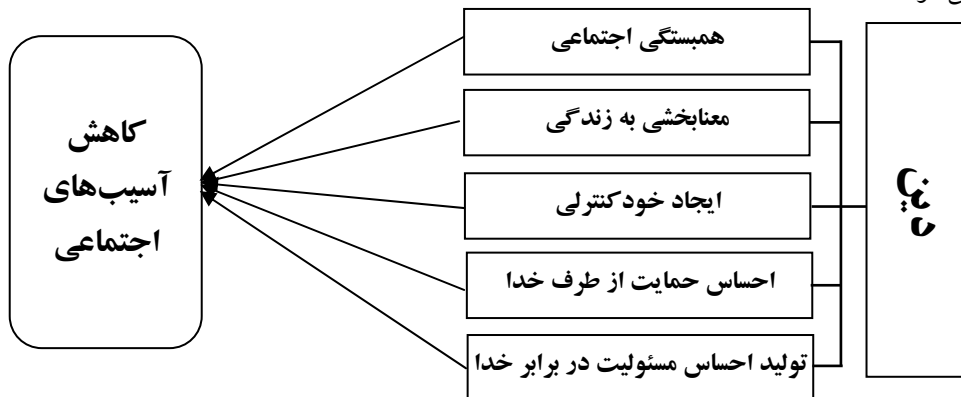 دین
همبستگی اجتماعی
معنابخشی به زندگی
ایجاد خودکنترلی
احساس حمایت از طرف خدا
تولید احساس مسئولیت در برابر خدا
کاهش
آسیب‌های
اجتماعی